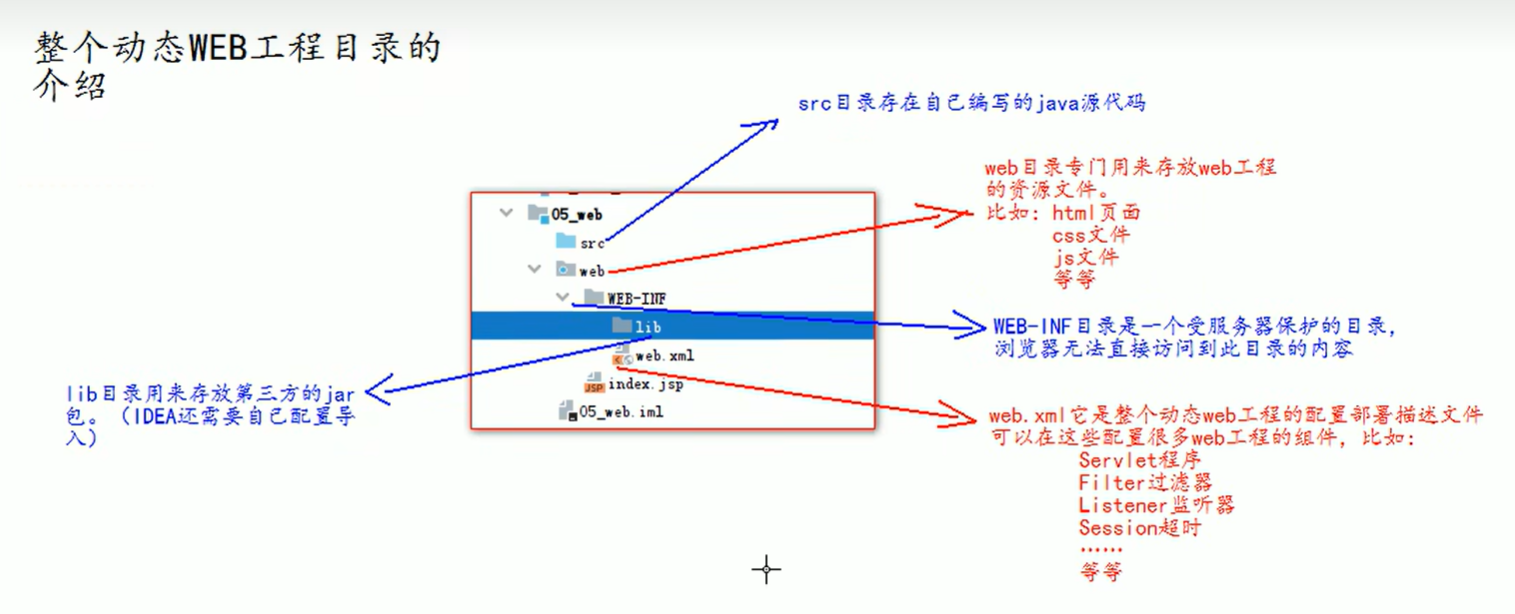 整个动态WEB工程目录的
介绍
src目录存在自己编写的java源代码
web目录专门用来存放web工程
的资源文件。
比如: html页面
css文件
js文件
等等
05_web
src
web
WEB-INF
lib
web.xml
index.jsp
05_web.iml
WEB-INF目录是一个受服务器保护的目录,
浏览器无法直接访问到此目录的内容
lib目录用来存放第三方的jar
包。（IDEA还需要自己配置导
入）
web.xml它是整个动态web工程的配置部署描述文件
可以在这些配置很多web工程的组件, 比如:
Servlet程序
Filter过滤器
Listener监听器
Session超时
……
等等